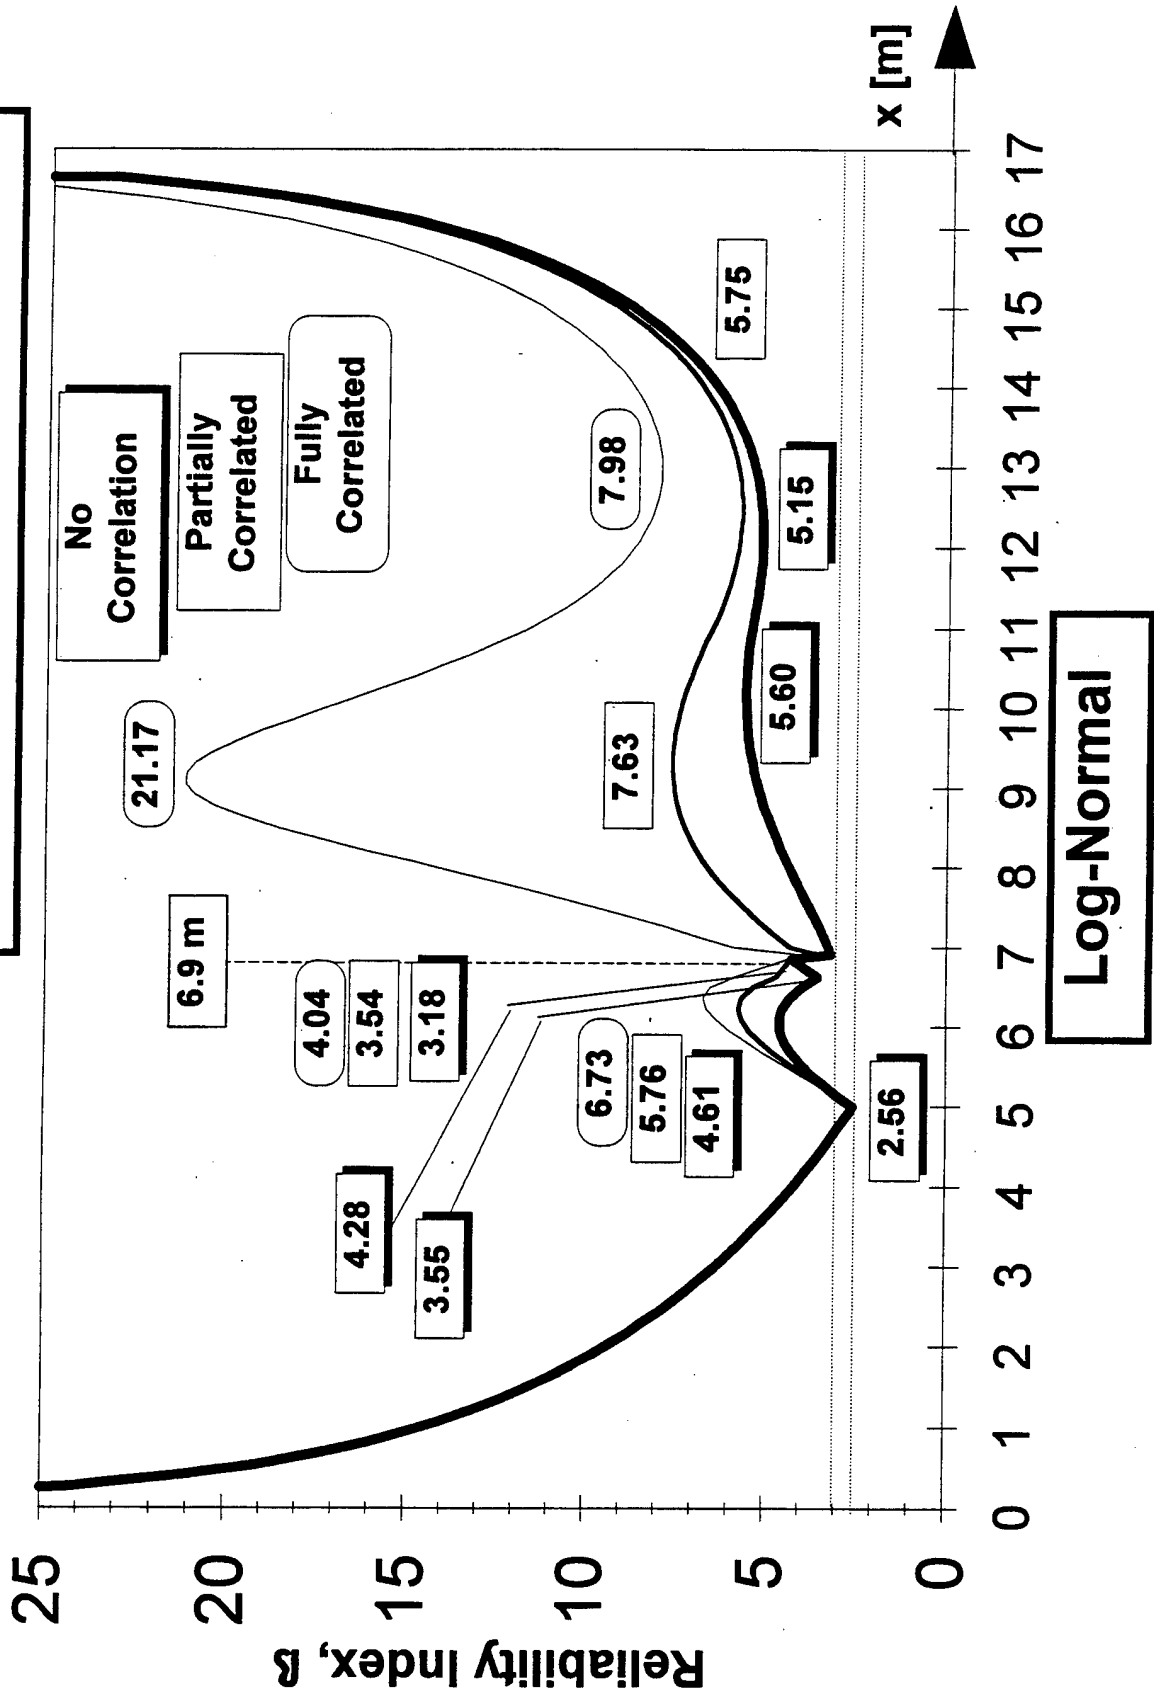 No
Correlation
Partially
Correlated
Fully
Correlated
21.17
6.9 m
4.04
3.54
3.18
4.28
3.55
6.73
5.76
4.61
2.56
7.63
5.60
7.98
5.15
5.75
25
20
15
10
5
0
Reliability Index, ß
0 1 2 3 4 5 6 7 8 9 10 11 12 13 14 15 16 17
x [m]
Log-Normal